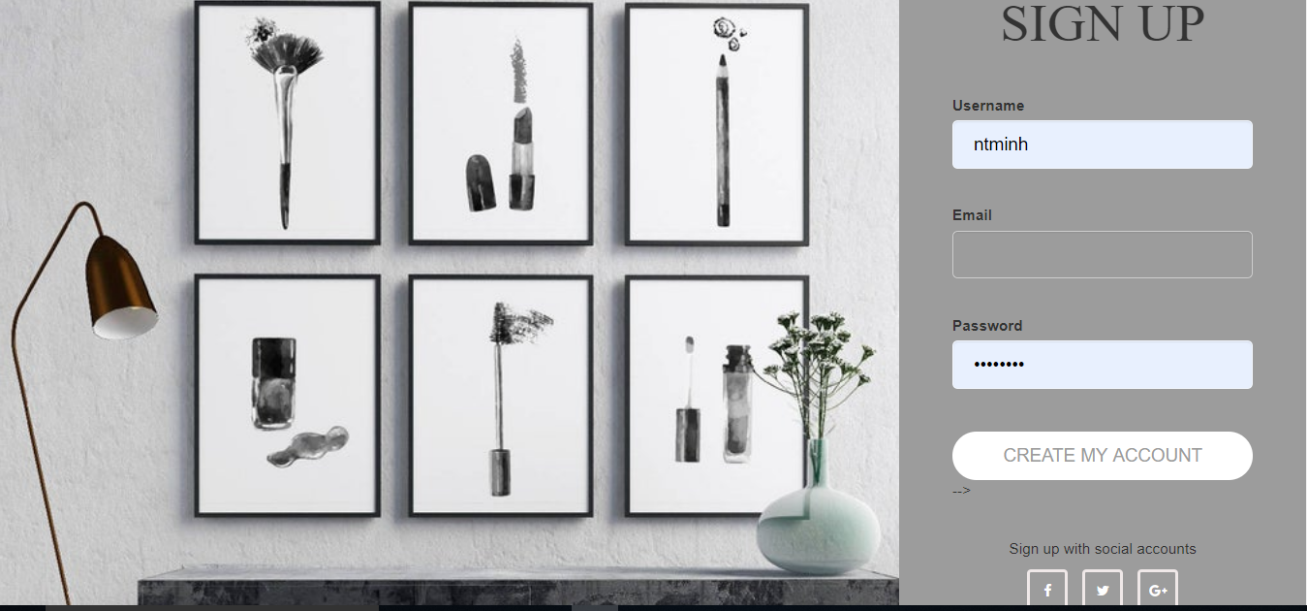 SIGN UP
Username
ntminh
Email
Password
••••••••
CREATE MY ACCOUNT
-->
Sign up with social accounts
f
G+